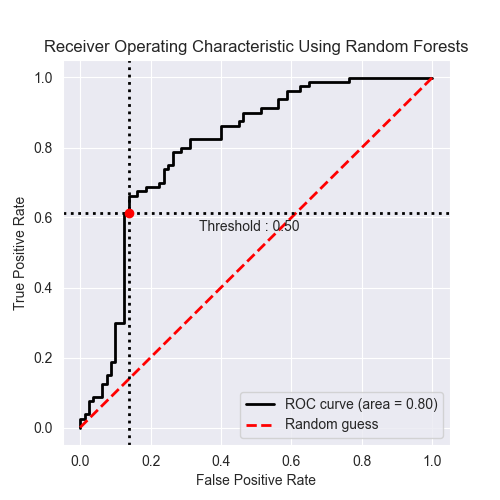 Receiver Operating Characteristic Using Random Forests
1.0
0.8
0.6
0.4
0.2
0.0
True Positive Rate
Threshold : 0.50
ROC curve (area = 0.80)
Random guess
0.0 0.2 0.4 0.6 0.8 1.0
False Positive Rate